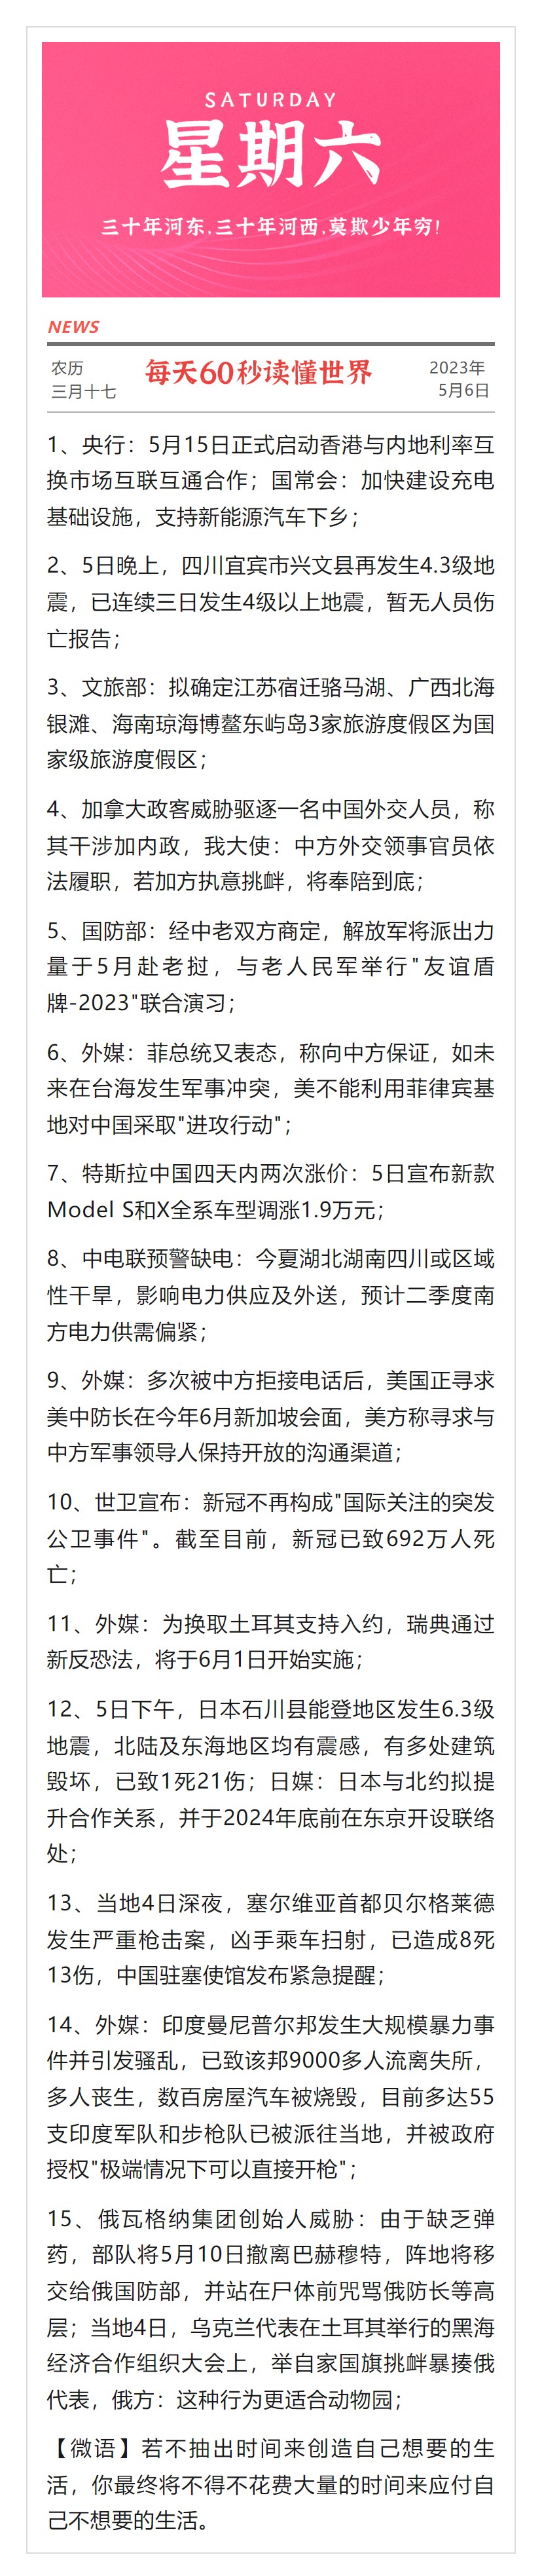 SATURDAY
星期六
三十年河东,三十年河西,莫欺少年穷!
NEWS
农历
三月十七
每天60秒读懂世界
2023年
5月6日
1、央行：5月15日正式启动香港与内地利率互
换市场互联互通合作；国常会：加快建设充电
基础设施，支持新能源汽车下乡；
2、5日晚上，四川宜宾市兴文县再发生4.3级地
震，已连续三日发生4级以上地震，暂无人员伤
亡报告；
3、文旅部：拟确定江苏宿迁骆马湖、广西北海
银滩、海南琼海博鳌东屿岛3家旅游度假区为国
家级旅游度假区；
4、加拿大政客威胁驱逐一名中国外交人员，称
其干涉加内政，我大使：中方外交领事官员依
法履职，若加方执意挑衅，将奉陪到底；
5、国防部：经中老双方商定，解放军将派出力
量于5月赴老挝，与老人民军举行"友谊盾
牌-2023"联合演习；
6、外媒：菲总统又表态，称向中方保证，如未
来在台海发生军事冲突，美不能利用菲律宾基
地对中国采取"进攻行动"；
7、特斯拉中国四天内两次涨价：5日宣布新款
Model S和X全系车型调涨1.9万元；
8、中电联预警缺电：今夏湖北湖南四川或区域
性干旱，影响电力供应及外送，预计二季度南
方电力供需偏紧；
9、外媒：多次被中方拒接电话后，美国正寻求
美中防长在今年6月新加坡会面，美方称寻求与
中方军事领导人保持开放的沟通渠道；
10、世卫宣布：新冠不再构成"国际关注的突发
公卫事件"。截至目前，新冠已致692万人死
亡；
11、外媒：为换取土耳其支持入约，瑞典通过
新反恐法，将于6月1日开始实施；
12、5日下午，日本石川县能登地区发生6.3级
地震，北陆及东海地区均有震感，有多处建筑
毁坏，已致1死21伤；日媒：日本与北约拟提
升合作关系，并于2024年底前在东京开设联络
处；
13、当地4日深夜，塞尔维亚首都贝尔格莱德
发生严重枪击案，凶手乘车扫射，已造成8死
13伤，中国驻塞使馆发布紧急提醒；
14、外媒：印度曼尼普尔邦发生大规模暴力事
件并引发骚乱，已致该邦9000多人流离失所，
多人丧生，数百房屋汽车被烧毁，目前多达55
支印度军队和步枪队已被派往当地，并被政府
授权"极端情况下可以直接开枪"；
15、俄瓦格纳集团创始人威胁：由于缺乏弹
药，部队将5月10日撤离巴赫穆特，阵地将移
交给俄国防部，并站在尸体前咒骂俄防长等高
层；当地4日，乌克兰代表在土耳其举行的黑海
经济合作组织大会上，举自家国旗挑衅暴揍俄
代表，俄方：这种行为更适合动物园；
【微语】若不抽出时间来创造自己想要的生
活，你最终将不得不花费大量的时间来应付自
己不想要的生活。